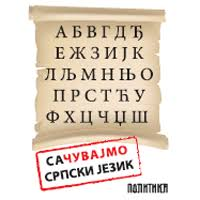 А Б В Г Д Ђ
Е Ж З И Ј К
Л Љ М Н Њ О
П Р С Т Ћ У
Ф Х Ц Ч Џ Ш
САЧУВАЈМО
СРПСКИ ЈЕЗИК
ПОЛИТИКА